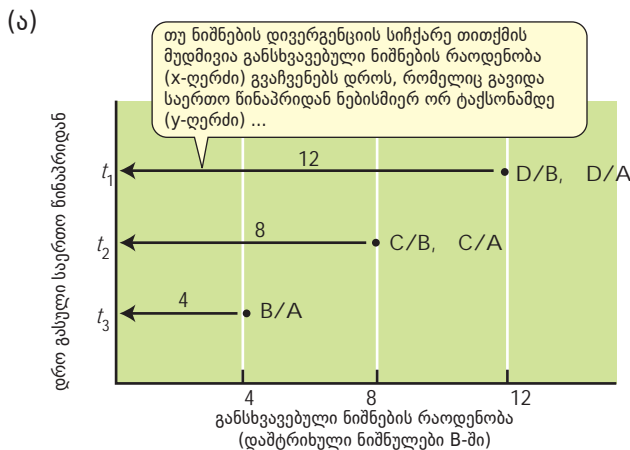 (ა)
თუ ნიშნების დივერგენციის სიჩქარე თითქმის
მუდმივია განსხვავებული ნიშნების რაოდენობა
(x-ღერძი) გვაჩვენებს დროს, რომელიც გავიდა
საერთო წინაპრიდან ნებისმიერ ორ ტაქსონამდე
(y-ღერძი) ...
დრო გასული საერთო წინაპრიდან
t1
12
D/B, D/A
t2
8
C/B, C/A
t3
4
B/A
4 8 12
განსხვავებული ნიშნების რაოდენობა
(დაშტრიხული ნიშნულები B-ში)